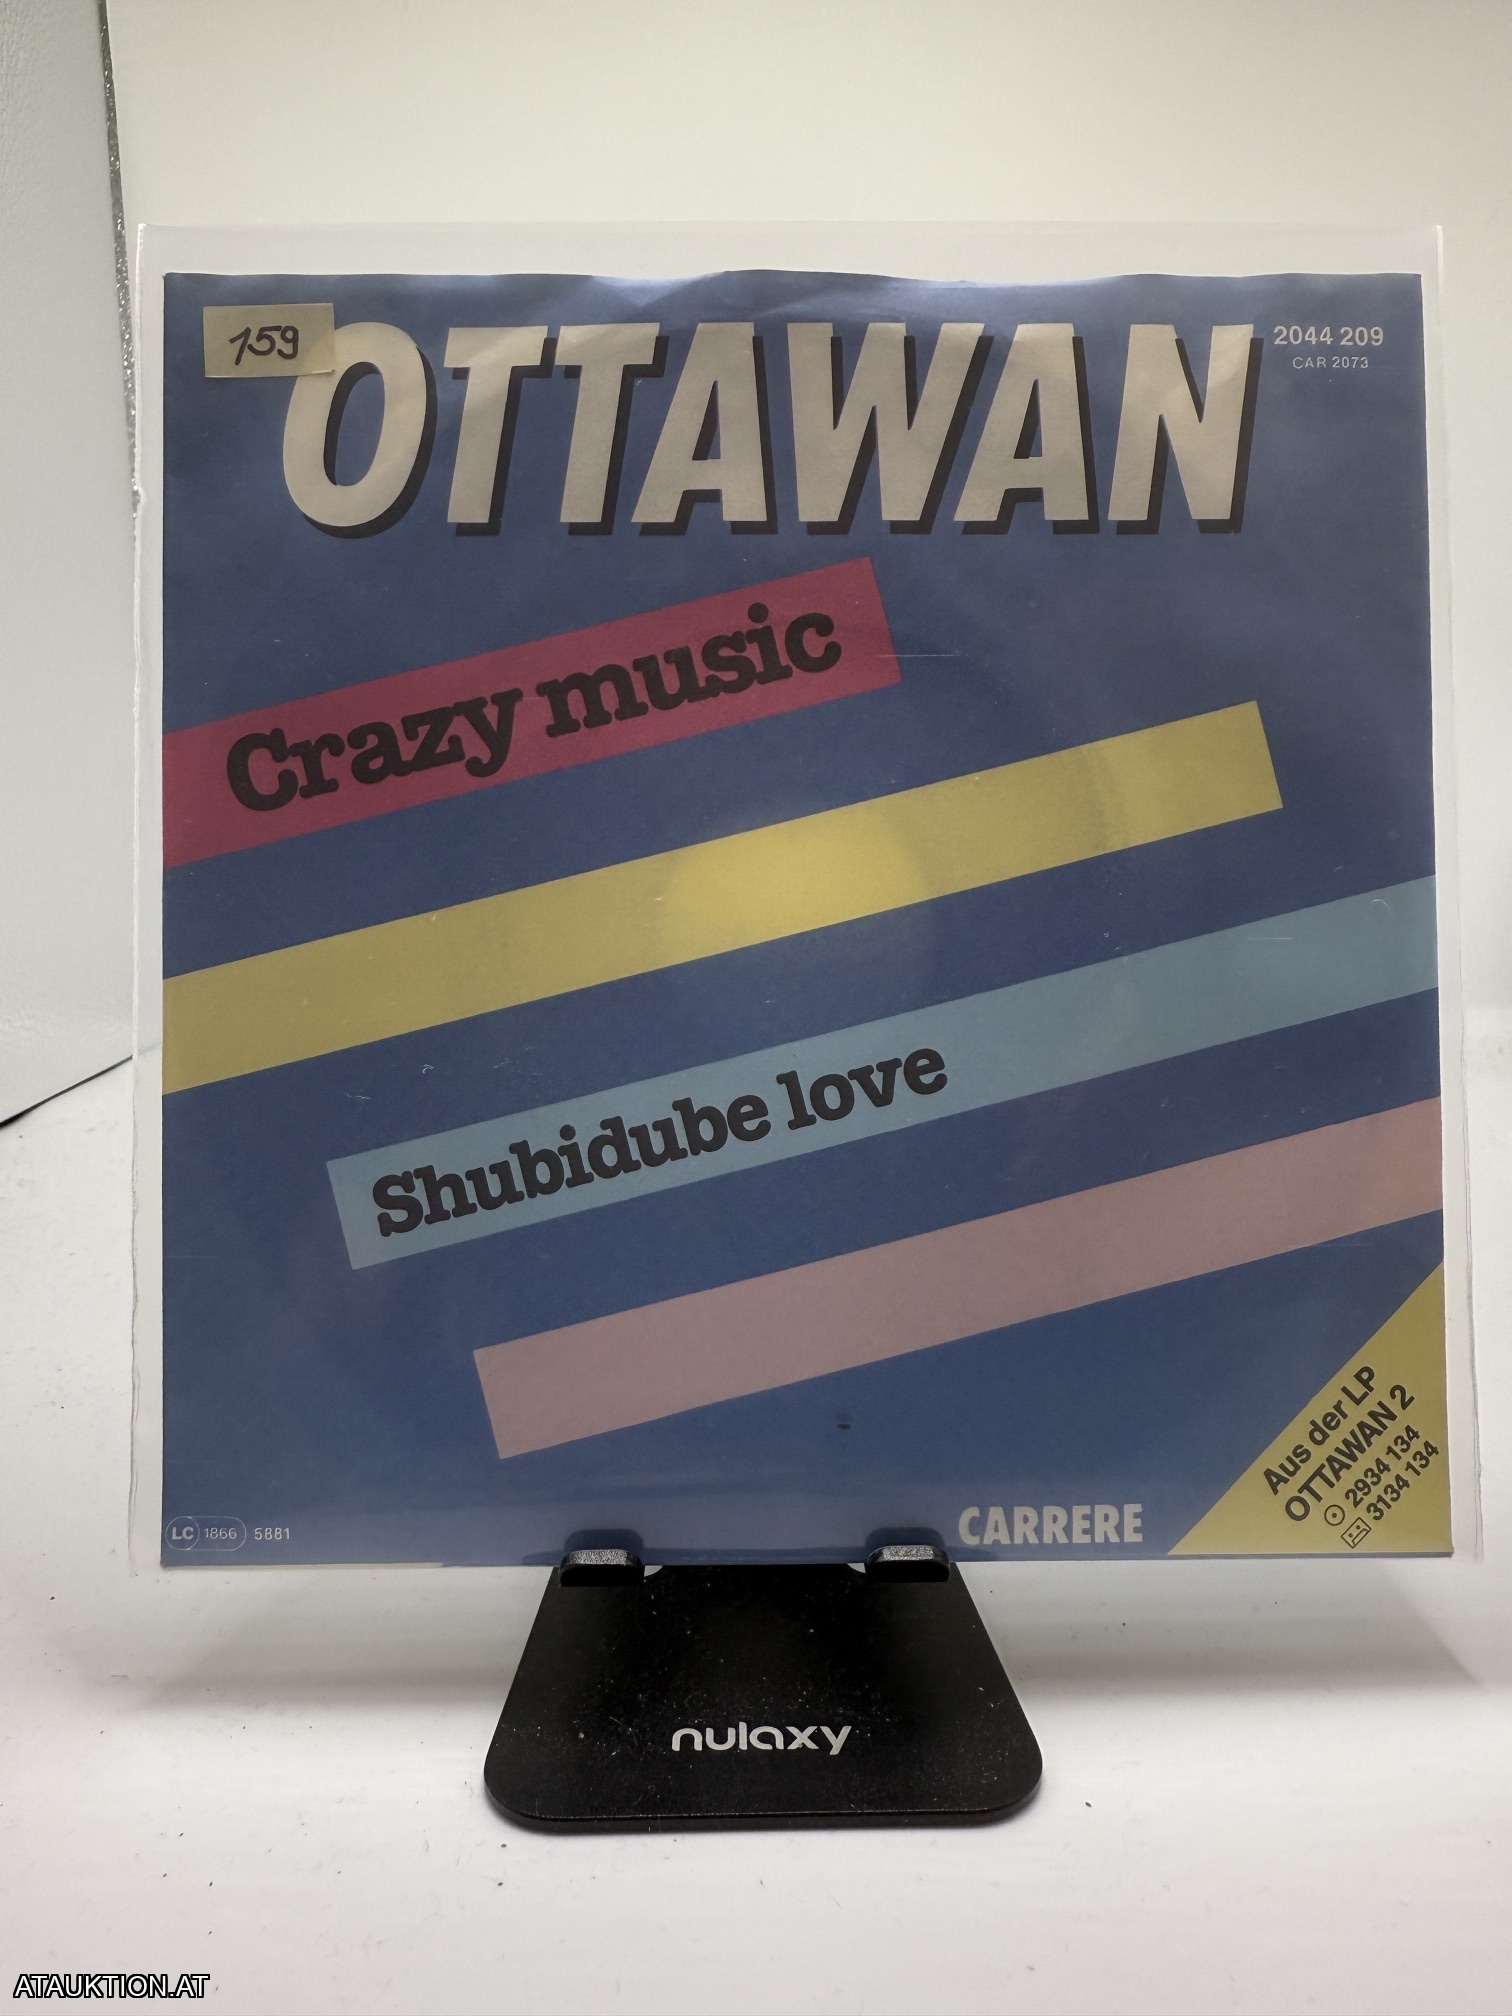 159
OTTAWAN
2044 209
CAR 2073
Crazy music
Shubidube love
Aus der LP
OTTAWAN 2
2934 134
3134 134
LC 1866 5881
CARRERE
nulaxy
ATAUKTION.AT